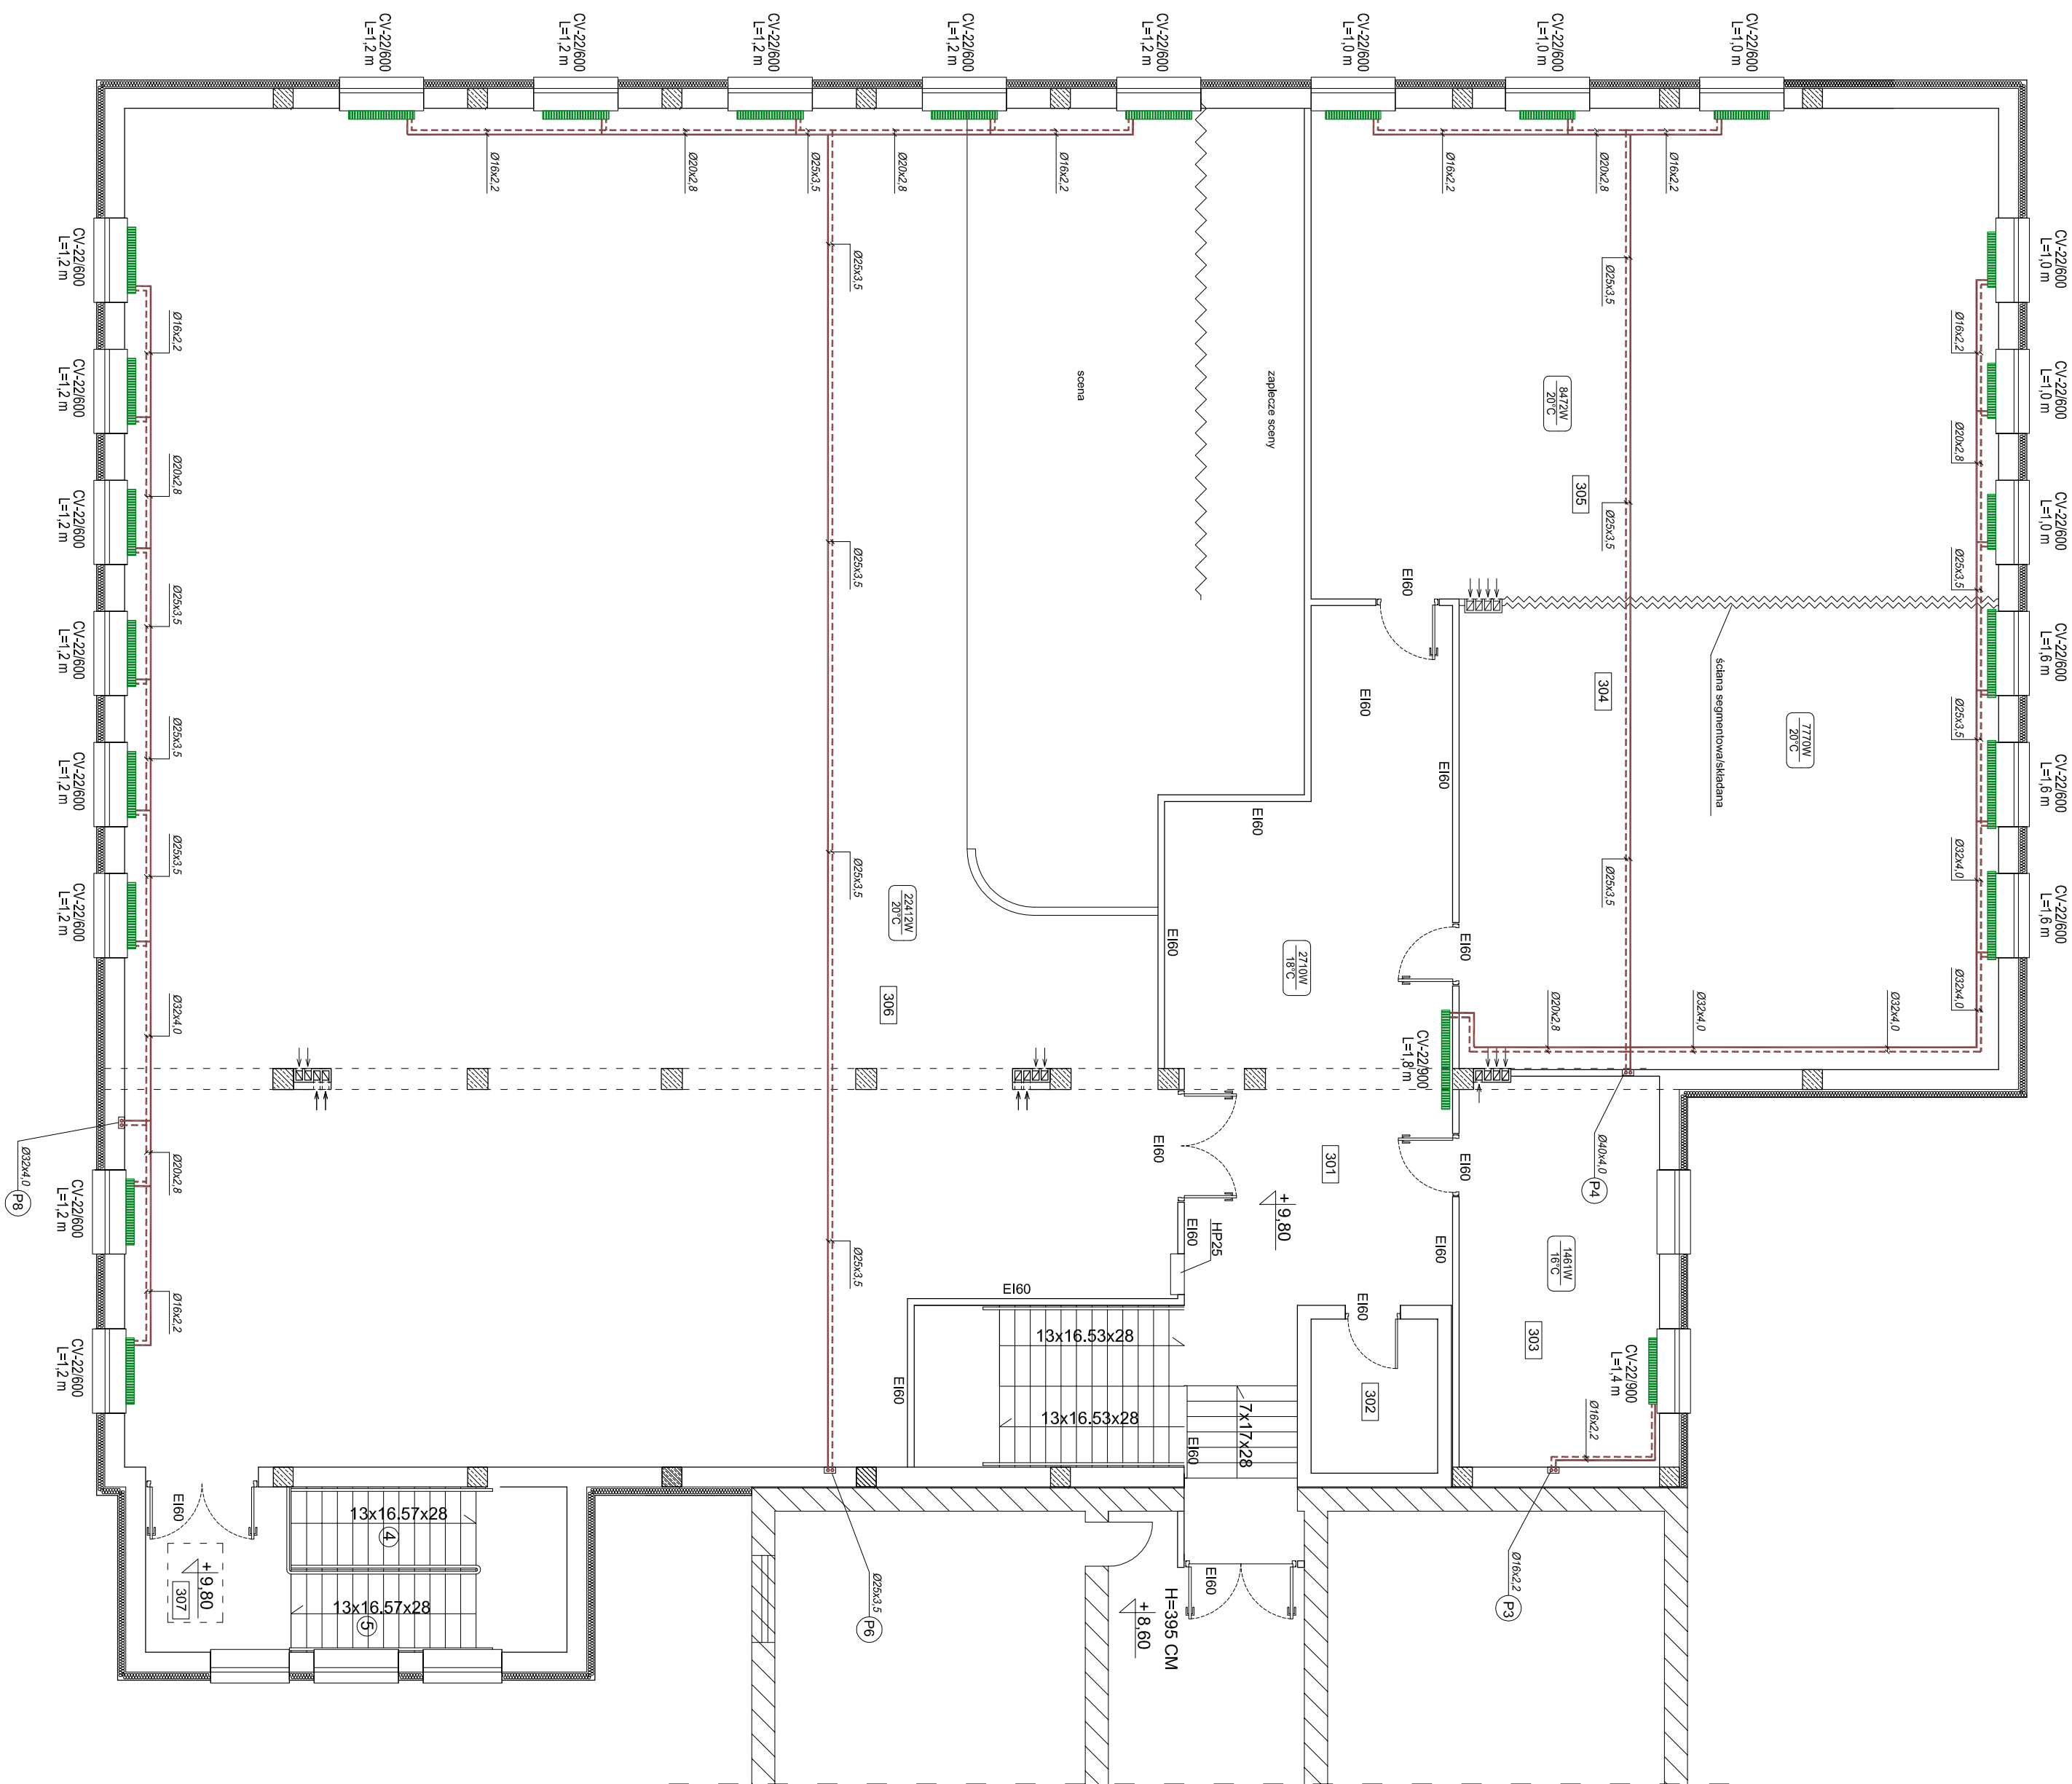 CV-22/600
L=1,2 m
CV-22/600
L=1,2 m
CV-22/600
L=1,2 m
CV-22/600
L=1,2 m
CV-22/600
L=1,2 m
CV-22/600
L=1,0 m
CV-22/600
L=1,0 m
CV-22/600
L=1,0 m
Ø16x2,2
Ø20x2,8
Ø25x3,5
Ø20x2,8
Ø16x2,2
Ø16x2,2
Ø20x2,8
Ø16x2,2
CV-22/600
L=1,0 m
CV-22/600
L=1,0 m
CV-22/600
L=1,0 m
CV-22/600
L=1,6 m
CV-22/600
L=1,6 m
CV-22/600
L=1,6 m
Ø16x2,2
Ø20x2,8
Ø25x3,5
Ø25x3,5
Ø32x4,0
Ø32x4,0
Ø25x3,5
Ø25x3,5
Ø25x3,5
8472W
20°C
305
304
7770W
20°C
ściana segmentowa/składana
scena
zaplecze sceny
Ø25x3,5
Ø25x3,5
Ø25x3,5
Ø25x3,5
22412W
20°C
306
EI60
EI60
EI60
EI60
EI60
EI60
2710W
18°C
CV-22/900
L=1,8 m
Ø20x2,8
Ø32x4,0
Ø32x4,0
Ø40x4,0
P4
301
+9,80
EI60
EI60
EI60
EI60
HP25
EI60
EI60
EI60
302
1461W
16°C
303
CV-22/900
L=1,4 m
Ø16x2,2
Ø16x2,2
P3
13x16.53x28
13x16.53x28
7x17x28
EI60
EI60
H=395 CM
+8,60
Ø25x3,5
P6
CV-22/600
L=1,2 m
CV-22/600
L=1,2 m
CV-22/600
L=1,2 m
CV-22/600
L=1,2 m
CV-22/600
L=1,2 m
CV-22/600
L=1,2 m
CV-22/600
L=1,2 m
CV-22/600
L=1,2 m
Ø16x2,2
Ø20x2,8
Ø25x3,5
Ø25x3,5
Ø25x3,5
Ø32x4,0
Ø20x2,8
Ø16x2,2
Ø32x4,0
P8
EI60
13x16.57x28
4
13x16.57x28
5
+9,80
307